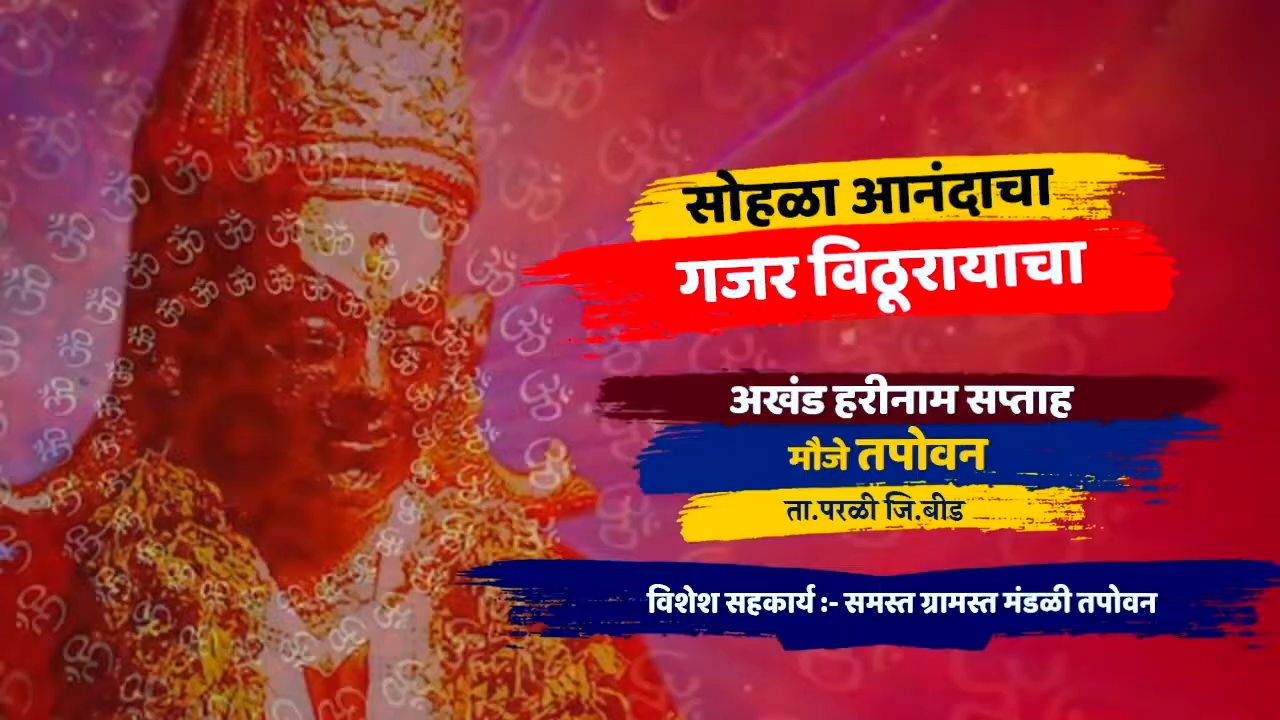 सोहळा आनंदाचा
गजर विठूरायाचा
अखंड हरीनाम सप्ताह
मौजे तपोवन
ता.परळी जि.बीड
विशेश सहकार्य :- समस्त ग्रामस्त मंडळी तपोवन